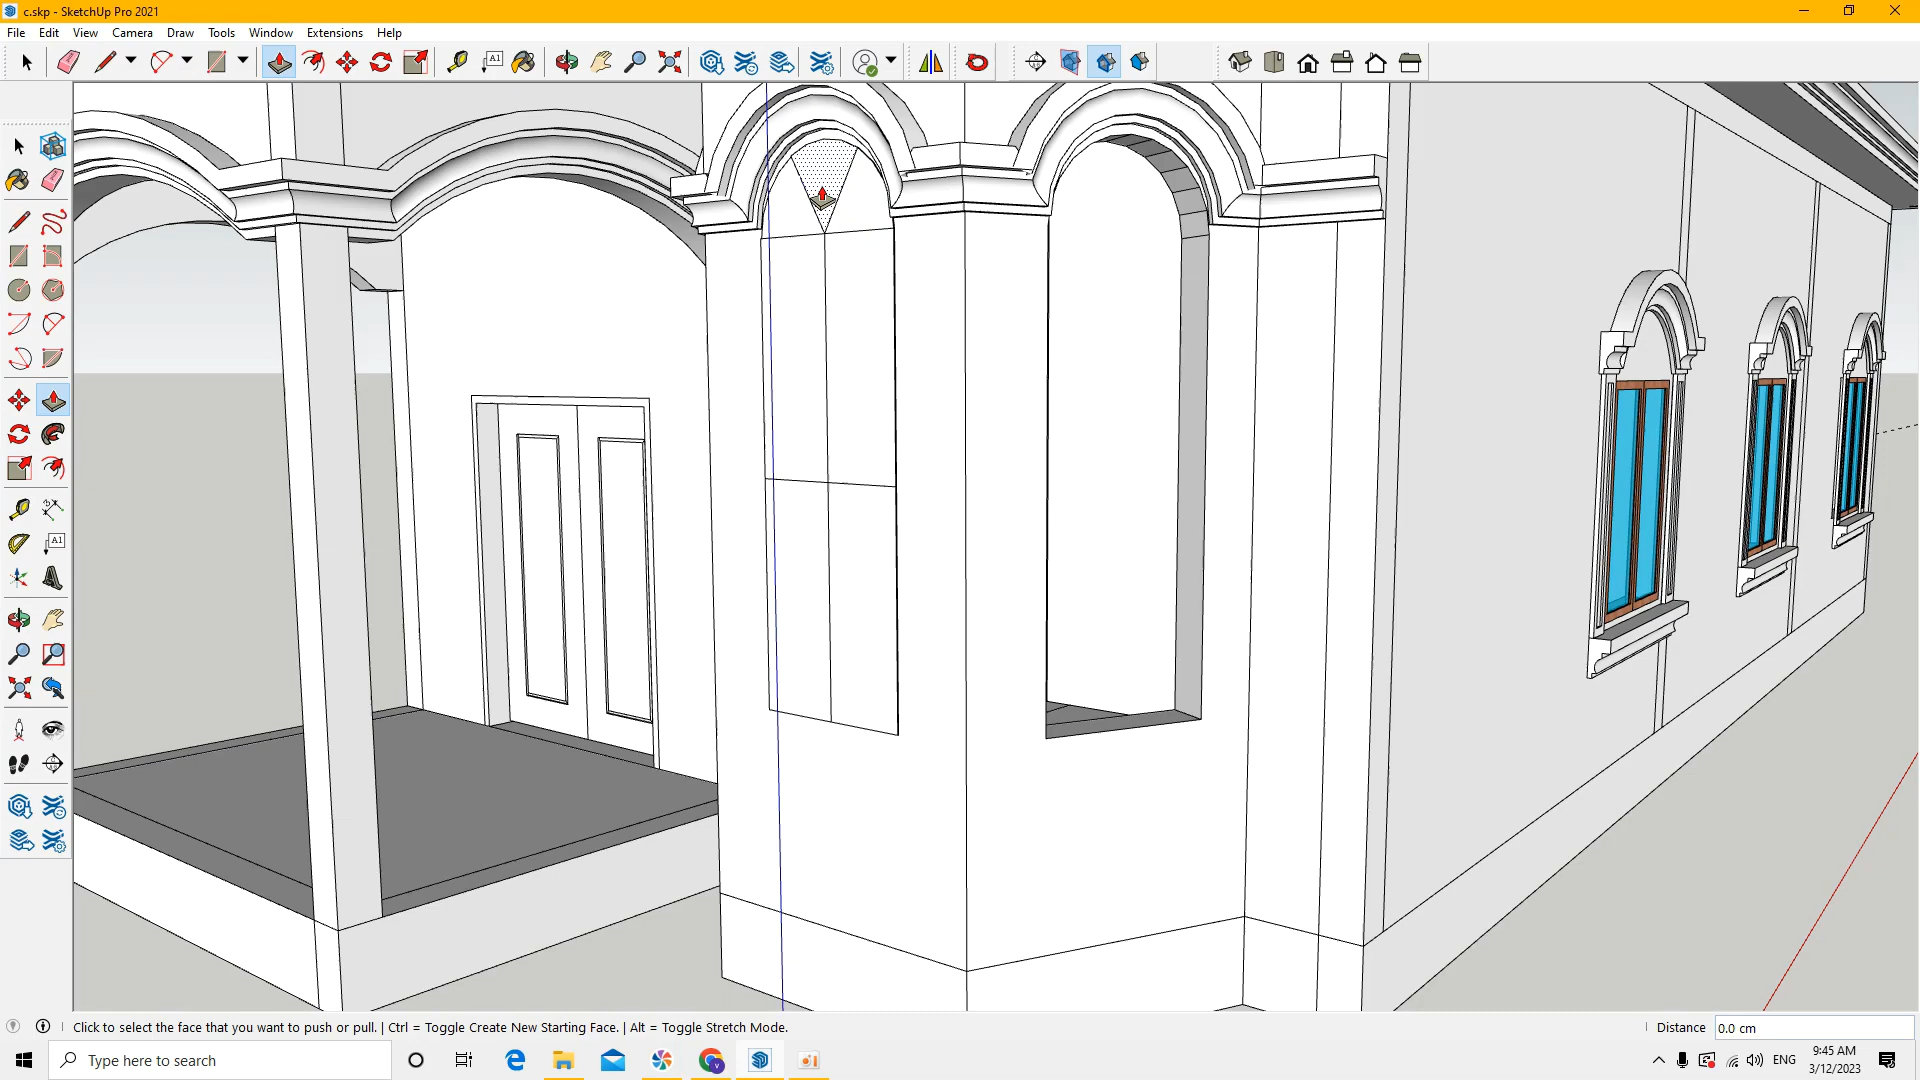 c.skp - SketchUp Pro 2021
File Edit View Camera Draw Tools Window Extensions Help
A1
A1
Click to select the face that you want to push or pull. | Ctrl = Toggle Create New Starting Face. | Alt = Toggle Stretch Mode.
Distance 0.0 cm
Type here to search
ENG
9:45 AM
3/12/2023